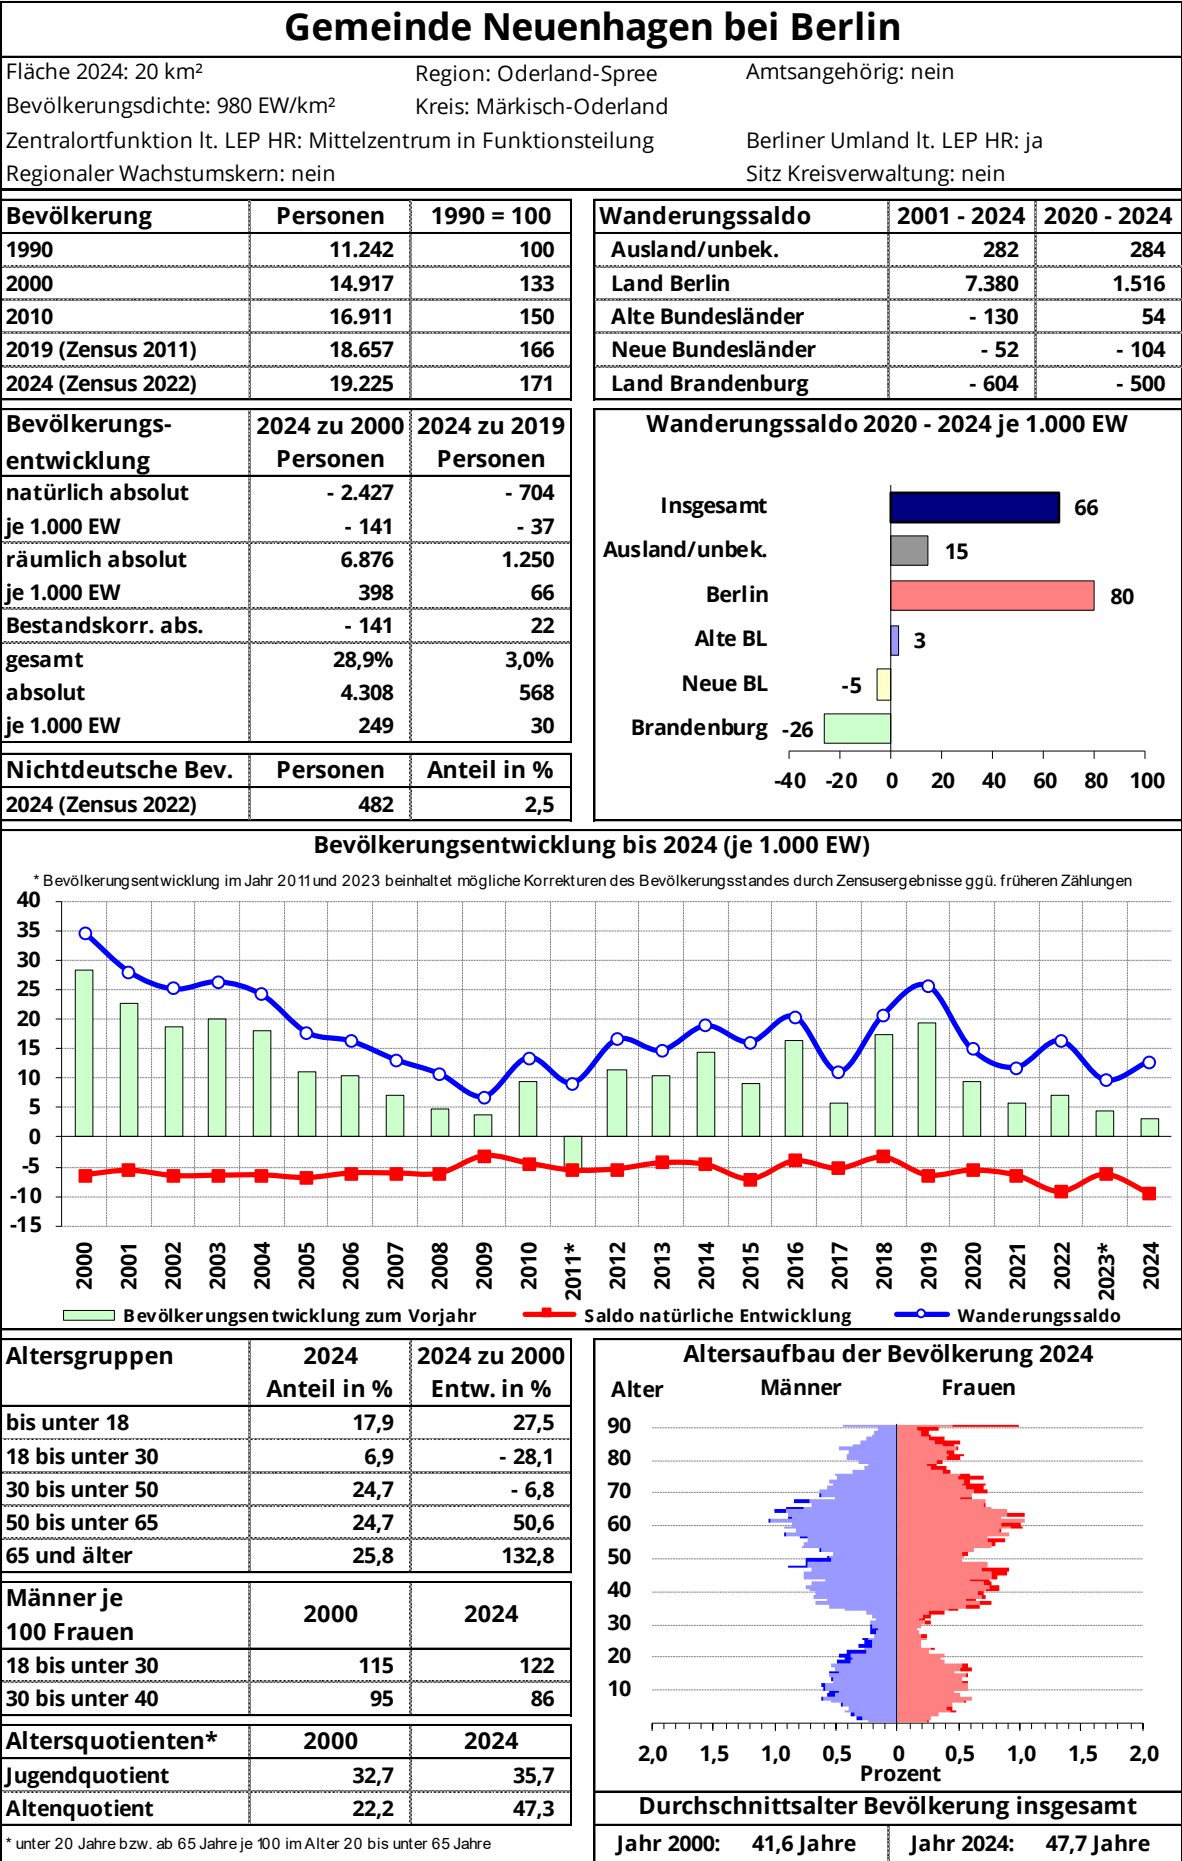 Gemeinde Neuenhagen bei Berlin
Fläche 2024: 20 km² Region: Oderland-Spree Amtsangehörig: nein
Bevölkerungsdichte: 980 EW/km² Kreis: Märkisch-Oderland
Zentralortfunktion lt. LEP HR: Mittelzentrum in Funktionsteilung Berliner Umland lt. LEP HR: ja
Regionaler Wachstumskern: nein Sitz Kreisverwaltung: nein
Bevölkerung Personen 1990 = 100
1990 11.242 100
2000 14.917 133
2010 16.911 150
2019 (Zensus 2011) 18.657 166
2024 (Zensus 2022) 19.225 171
Wanderungssaldo 2001 - 2024 2020 - 2024
Ausland/unbek. 282 284
Land Berlin 7.380 1.516
Alte Bundesländer - 130 54
Neue Bundesländer - 52 - 104
Land Brandenburg - 604 - 500
Bevölkerungs- 2024 zu 2000 2024 zu 2019
entwicklung Personen Personen
natürlich absolut - 2.427 - 704
je 1.000 EW - 141 - 37
räumlich absolut 6.876 1.250
je 1.000 EW 398 66
Bestandskorr. abs. - 141 22
gesamt 28,9% 3,0%
absolut 4.308 568
je 1.000 EW 249 30
Nichtdeutsche Bev. Personen Anteil in %
2024 (Zensus 2022) 482 2,5
Wanderungssaldo 2020 - 2024 je 1.000 EW
Insgesamt 66
Ausland/unbek. 15
Berlin 80
Alte BL 3
Neue BL -5
Brandenburg -26
-40 -20 0 20 40 60 80 100
Bevölkerungsentwicklung bis 2024 (je 1.000 EW)
* Bevölkerungsentwicklung im Jahr 2011 und 2023 beinhaltet mögliche Korrekturen des Bevölkerungsstandes durch Zensusergebnisse ggü. früheren Zählungen
40
35
30
25
20
15
10
5
0
-5
-10
-15
2000 2001 2002 2003 2004 2005 2006 2007 2008 2009 2010 2011* 2012 2013 2014 2015 2016 2017 2018 2019 2020 2021 2022 2023* 2024
Bevölkerungsentwicklung zum Vorjahr Saldo natürliche Entwicklung Wanderungssaldo
Altersgruppen 2024 2024 zu 2000
Anteil in % Entw. in %
bis unter 18 17,9 27,5
18 bis unter 30 6,9 - 28,1
30 bis unter 50 24,7 - 6,8
50 bis unter 65 24,7 50,6
65 und älter 25,8 132,8
Männer je
100 Frauen 2000 2024
18 bis unter 30 115 122
30 bis unter 40 95 86
Altersquotienten* 2000 2024
Jugendquotient 32,7 35,7
Altenquotient 22,2 47,3
* unter 20 Jahre bzw. ab 65 Jahre je 100 im Alter 20 bis unter 65 Jahre
Altersaufbau der Bevölkerung 2024
Alter Männer Frauen
90
80
70
60
50
40
30
20
10
2,0 1,5 1,0 0,5 0 0,5 1,0 1,5 2,0
Prozent
Durchschnittsalter Bevölkerung insgesamt
Jahr 2000: 41,6 Jahre Jahr 2024: 47,7 Jahre